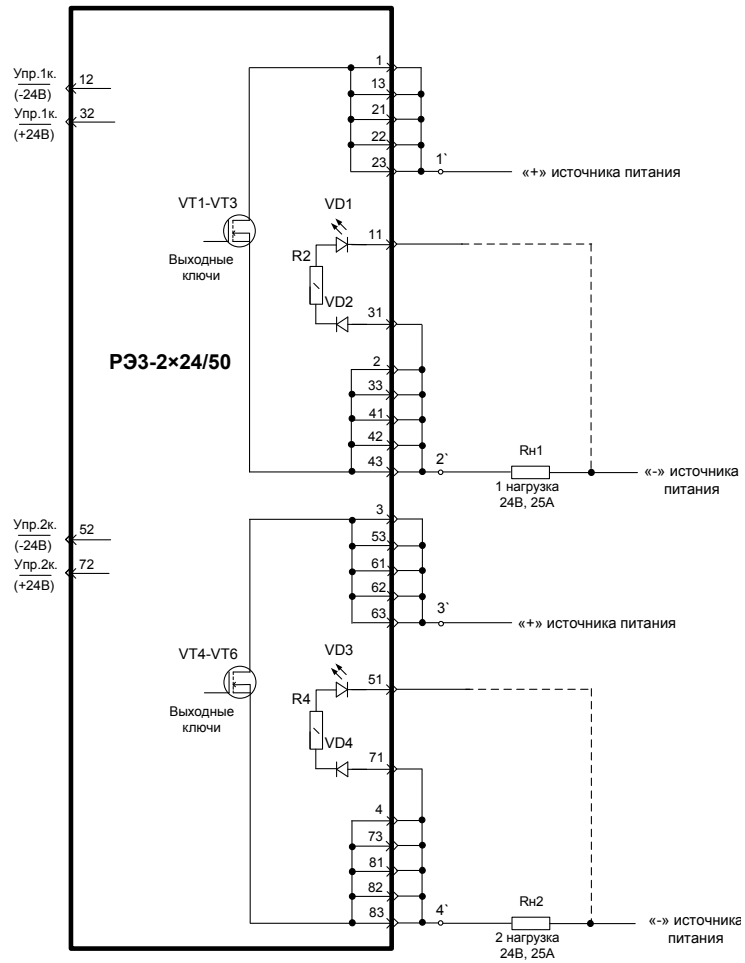 Упр.1к.
(-24В)
12
Упр.1к.
(+24В)
32
1
13
21
22
23
1`
«+» источника питания
VT1-VT3
Выходные
ключи
VD1
11
R2
VD2
31
РЭ3-2×24/50
2
33
41
42
43
2`
Rн1
1 нагрузка
24В, 25А
«-» источника
питания
Упр.2к.
(-24В)
52
Упр.2к.
(+24В)
72
3
53
61
62
63
3`
«+» источника питания
VT4-VT6
Выходные
ключи
VD3
51
R4
VD4
71
4
73
81
82
83
4`
Rн2
2 нагрузка
24В, 25А
«-» источника
питания